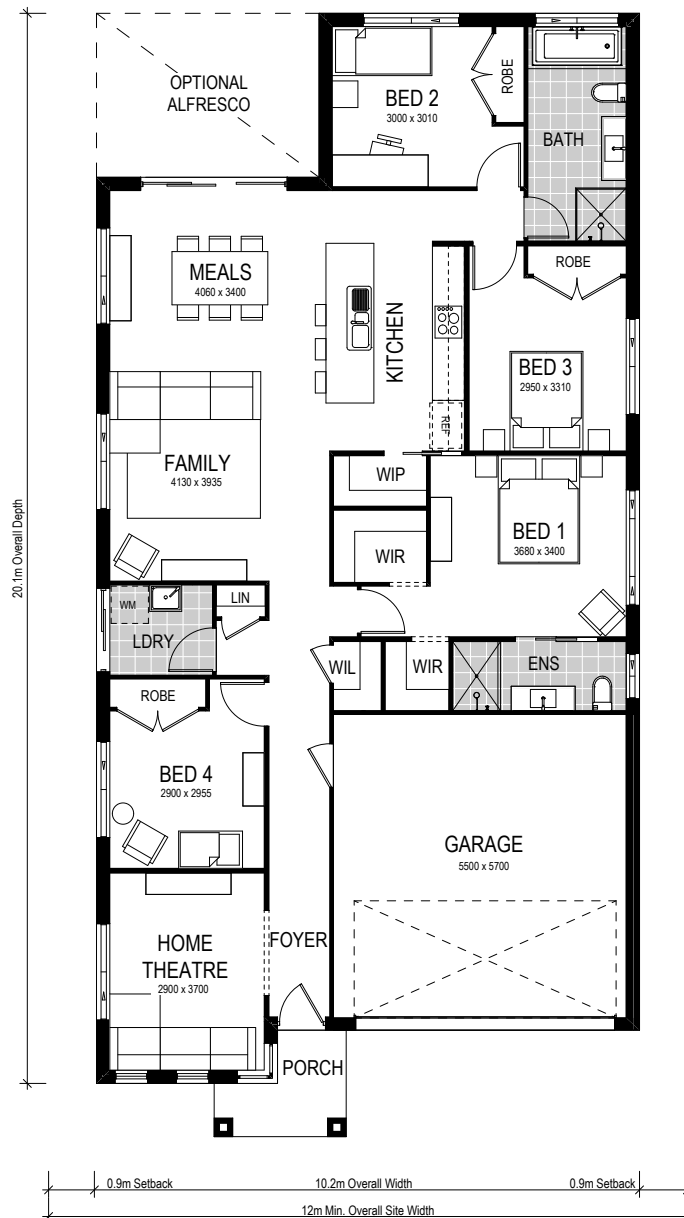 OPTIONAL
ALFRESCO
BED 2
3000 x 3010
ROBE
BATH
MEALS
4060 x 3400
KITCHEN
REF
ROBE
BED 3
2950 x 3310
FAMILY
4130 x 3935
WIP
WIR
BED 1
3680 x 3400
20.1m Overall Depth
WM
LDRY
LIN
WIL
WIR
ENS
ROBE
BED 4
2900 x 2955
GARAGE
5500 x 5700
HOME
THEATRE
2900 x 3700
FOYER
PORCH
0.9m Setback
10.2m Overall Width
0.9m Setback
12m Min. Overall Site Width